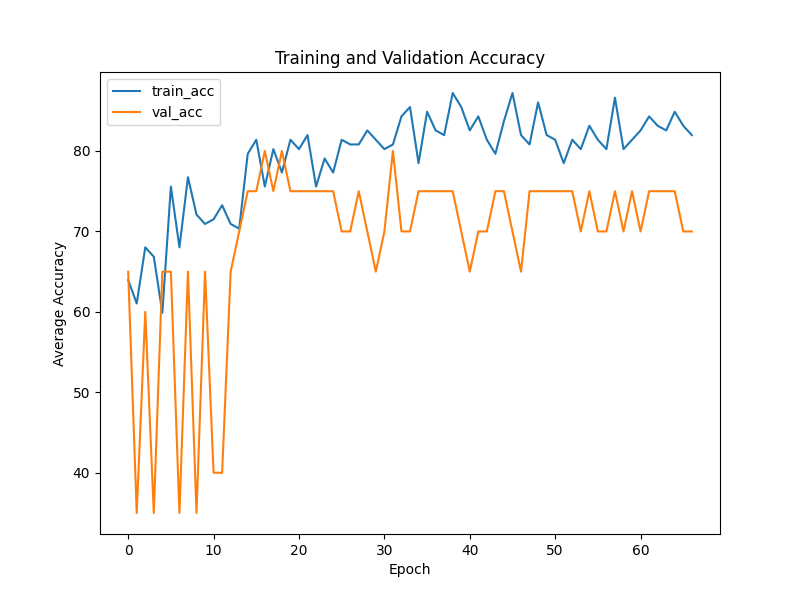 Training and Validation Accuracy
train_acc
val_acc
80
70
60
50
40
Average Accuracy
0 10 20 30 40 50 60
Epoch